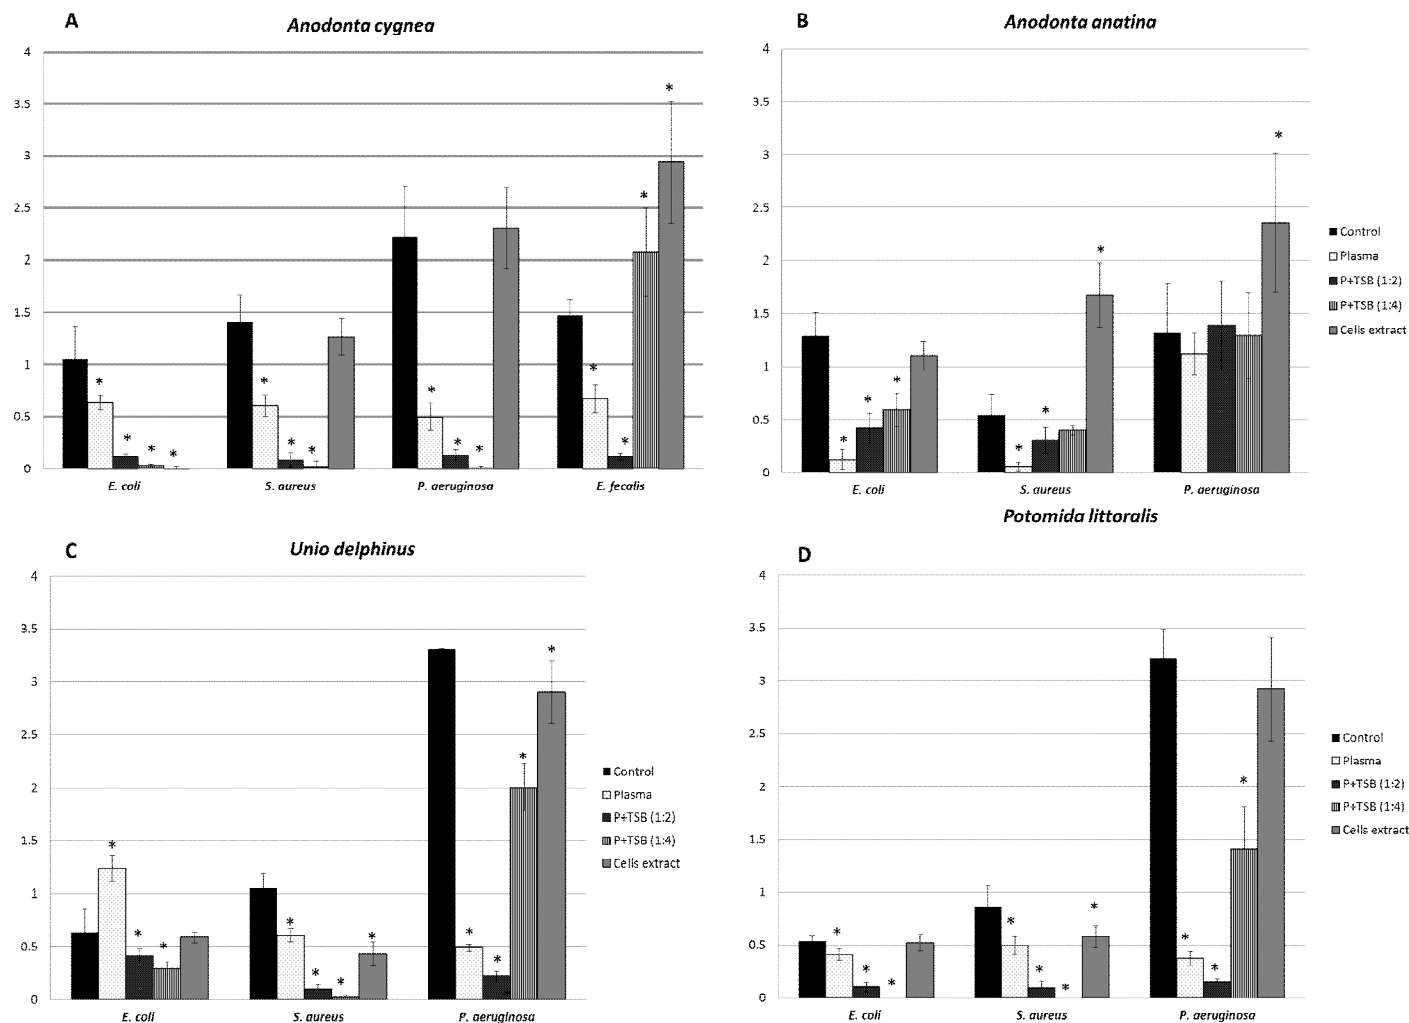 A
Anodonta cygnea
4
3.5
3
2.5
2
1.5
1
0.5
0
* * * *
* * *
* * *
* * * *
E. coli S. aureus P. aeruginosa E. fecalis
B
Anodonta anatina
4
3.5
3
2.5
2
1.5
1
0.5
0
* * *
* * *
*
E. coli S. aureus P. aeruginosa
Control
Plasma
P+TSB (1:2)
P+TSB (1:4)
Cells extract
C
Unio delphinus
4
3.5
3
2.5
2
1.5
1
0.5
0
* * *
* * * *
* * * *
E. coli S. aureus P. aeruginosa
Control
Plasma
P+TSB (1:2)
P+TSB (1:4)
Cells extract
Potomida littoralis
D
4
3.5
3
2.5
2
1.5
1
0.5
0
* * *
* * * *
* * *
E. coli S. aureus P. aeruginosa
Control
Plasma
P+TSB (1:2)
P+TSB (1:4)
Cells extract